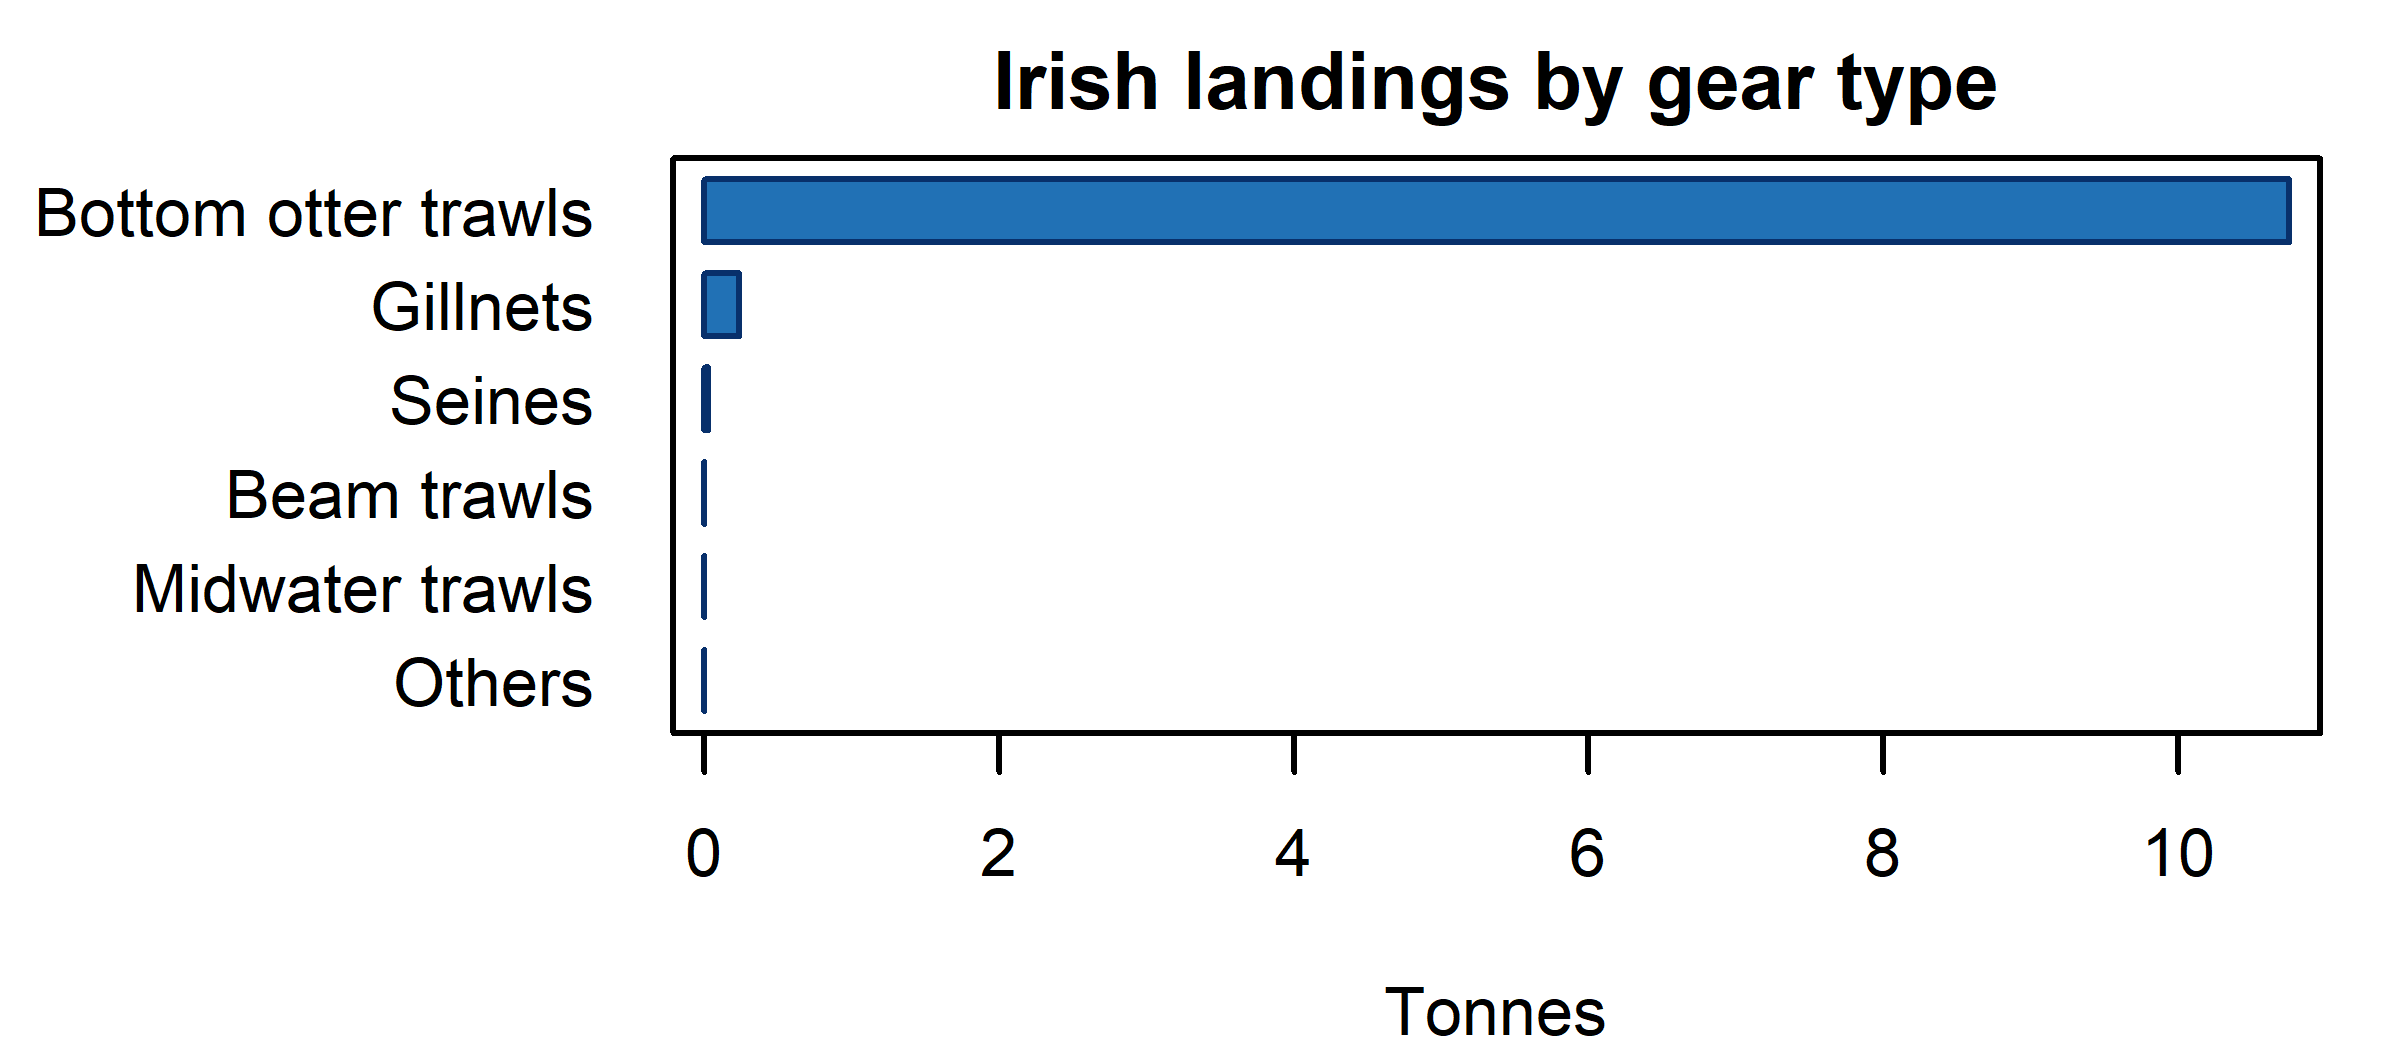 Irish landings by gear type
Bottom otter trawls
Gillnets
Seines
Beam trawls
Midwater trawls
Others
0 2 4 6 8 10
Tonnes